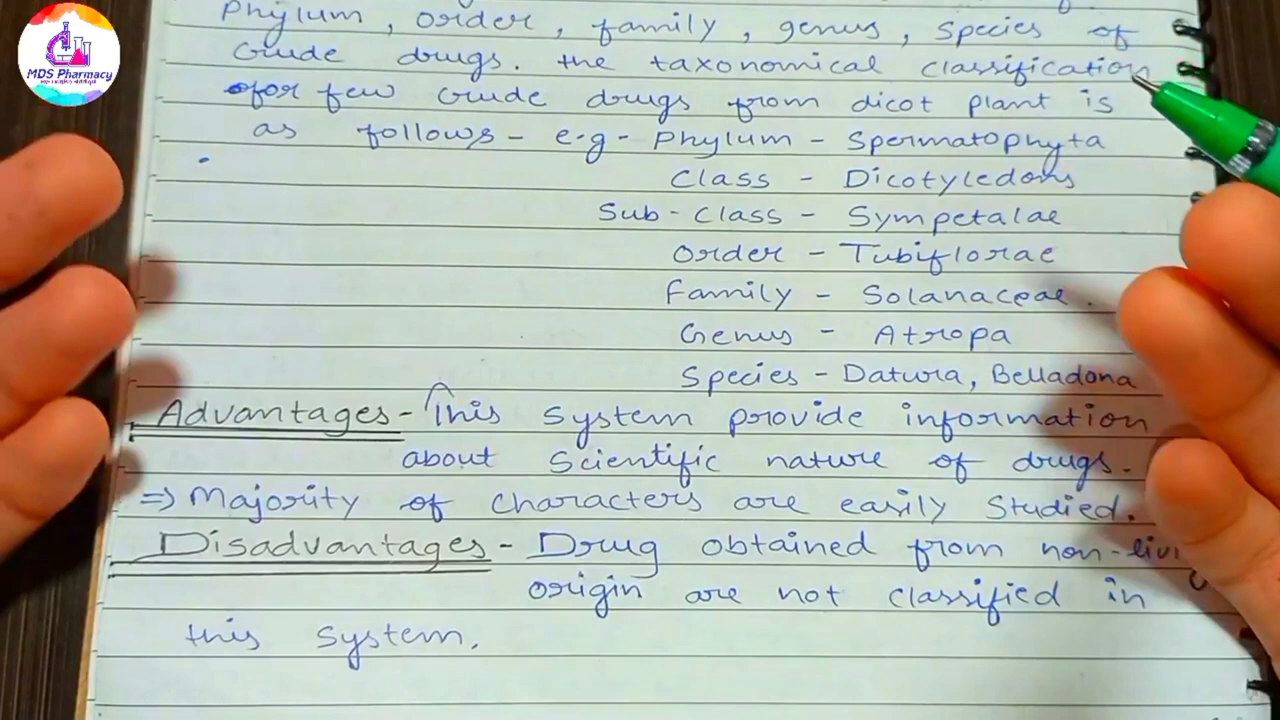 Phylum, order, family, genus, species of
crude drugs. the taxonomical classification
for few crude drugs from dicot plant is
as follows - e.g - Phylum - Spermatophyta
Class - Dicotyledons
Sub-Class - Sympetalae
Order - Tubiflorae
Family - Solanaceae.
Genus - Atropa
Species - Datura, Belladona
Advantages - This system provide information
about scientific nature of drugs.
=> Majority of characters are easily studied.
Disadvantages - Drug obtained from non-livi
origin are not classified in
this system.
MDS Pharmacy